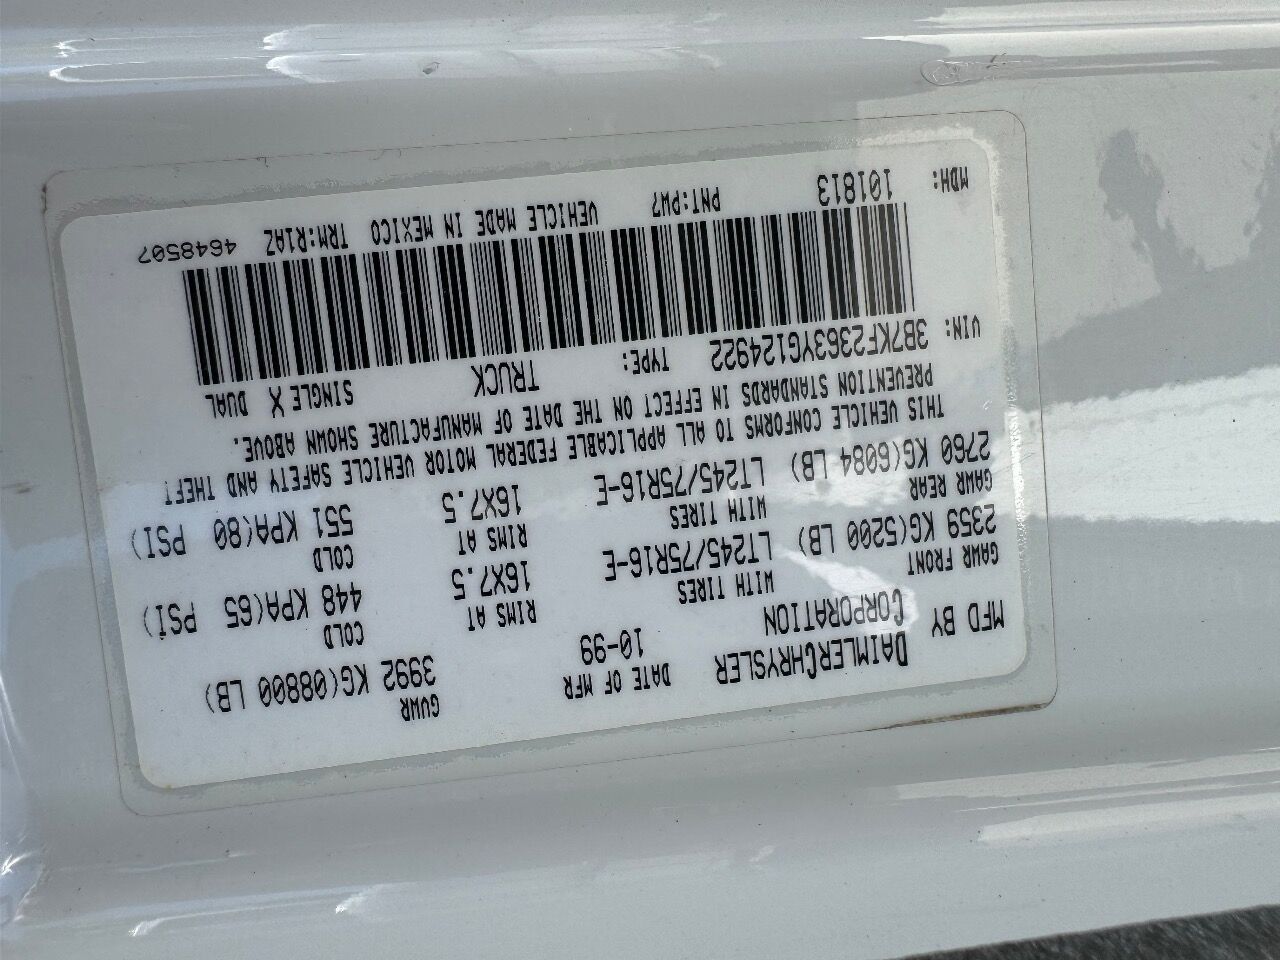 MFD BY DAIMLERCHRYSLER CORPORATION
DATE OF MFR 10-99
GVWR 3992 KG(08800 LB)
GAWR FRONT 2359 KG(5200 LB)
WITH TIRES LT245/75R16-E
RIMS AT 16X7.5
COLD 448 KPA(65 PSI)
GAWR REAR 2760 KG(6084 LB)
WITH TIRES LT245/75R16-E
RIMS AT 16X7.5
COLD 551 KPA(80 PSI)
THIS VEHICLE CONFORMS TO ALL APPLICABLE FEDERAL MOTOR VEHICLE SAFETY AND THEFT
PREVENTION STANDARDS IN EFFECT ON THE DATE OF MANUFACTURE SHOWN ABOVE.
VIN: 3B7KF2363YG124922 TYPE: TRUCK SINGLE X DUAL
MDH: 101813 PNT:PW7 VEHICLE MADE IN MEXICO TRM:R1AZ 4648507